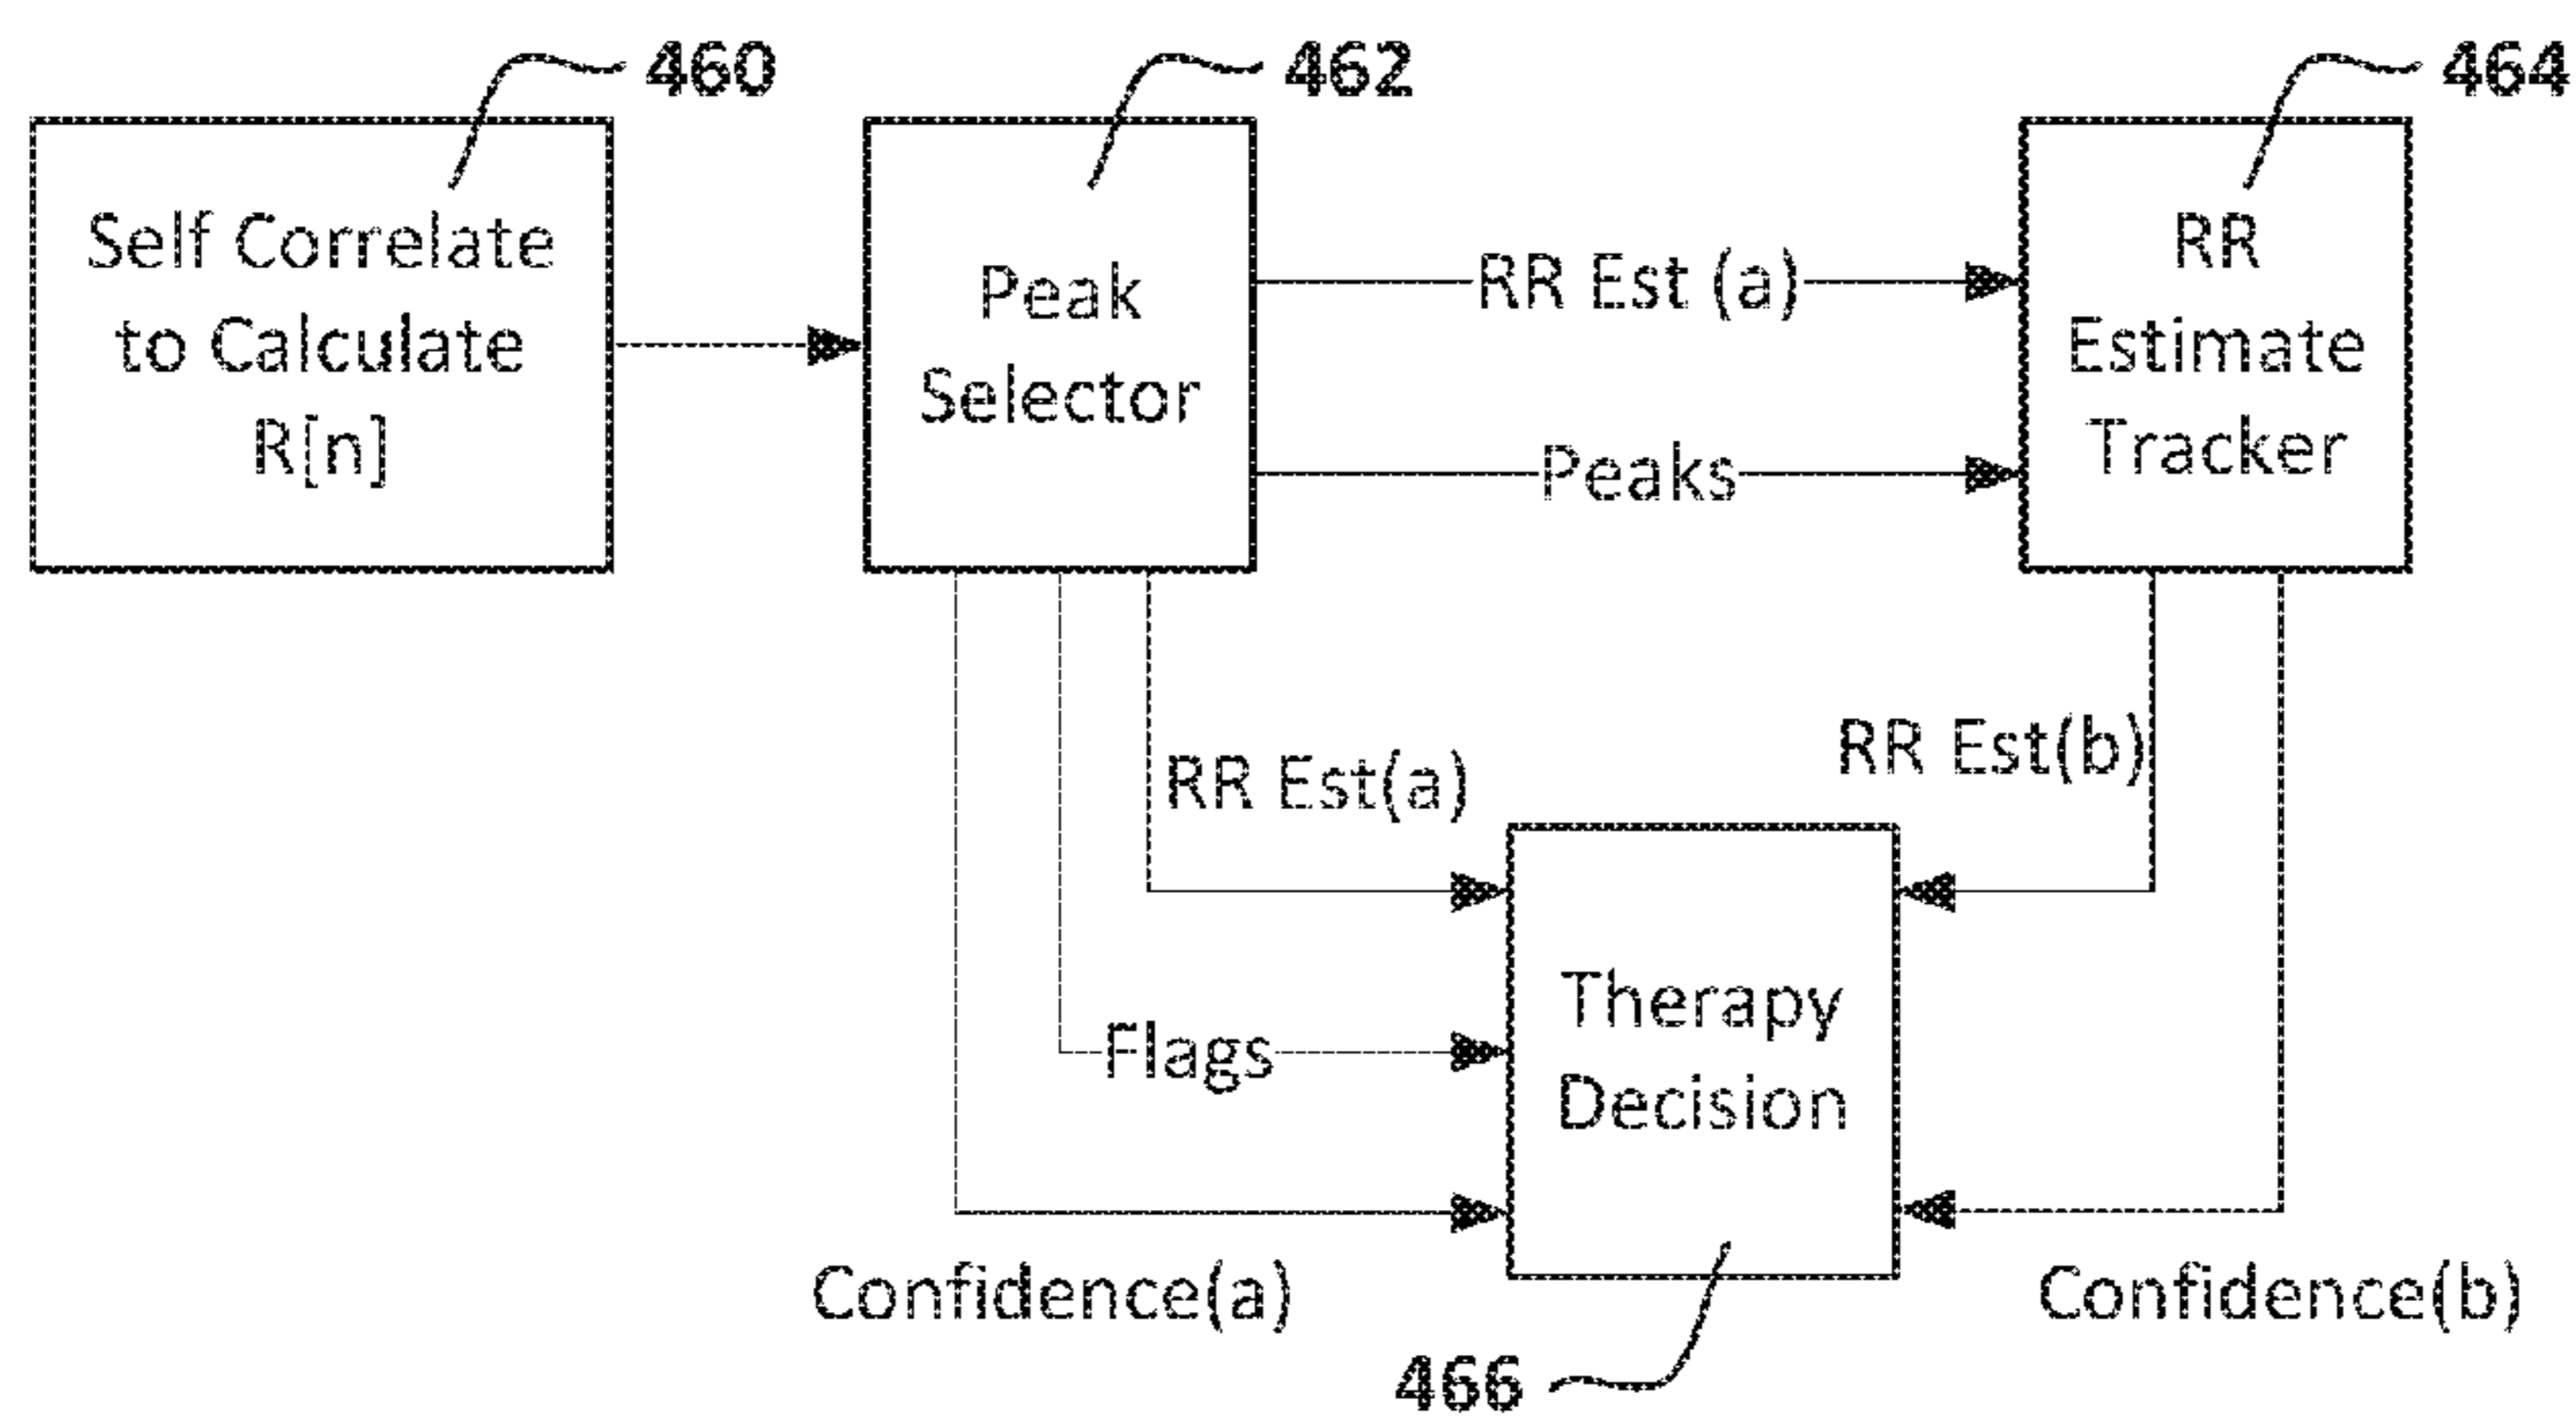 460
462
464
Self Correlate
to Calculate
R[n]
Peak
Selector
RR Est (a)
Peaks
RR
Estimate
Tracker
RR Est(a)
RR Est(b)
Flags
Therapy
Decision
Confidence(a)
Confidence(b)
466